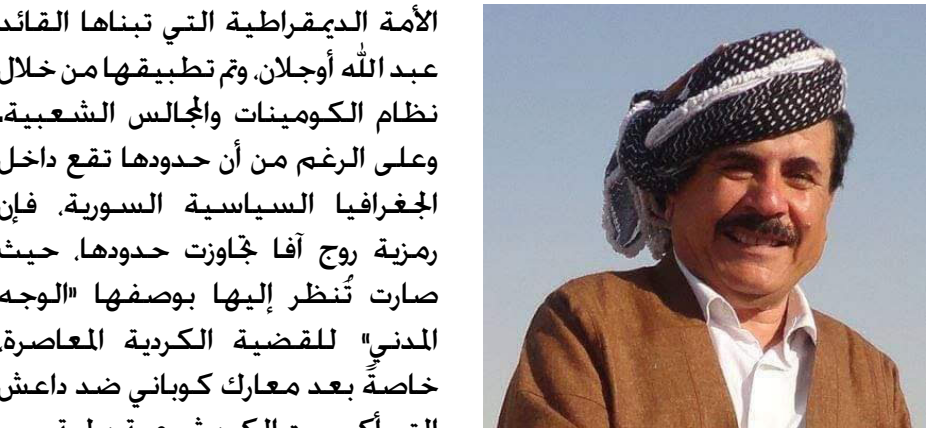 الأمة الديمقراطية التي تبناها القائد
عبد الله أوجلان، وتم تطبيقها من خلال
نظام الكومينات والمجالس الشعبية،
وعلى الرغم من أن حدودها تقع داخل
الجغرافيا السياسية السورية، فإن
رمزية روج آفا تجاوزت حدودها، حيث
صارت تُنظر إليها بوصفها "الوجه
المدني" للقضية الكردية المعاصرة،
خاصةً بعد معارك كوباني ضد داعش